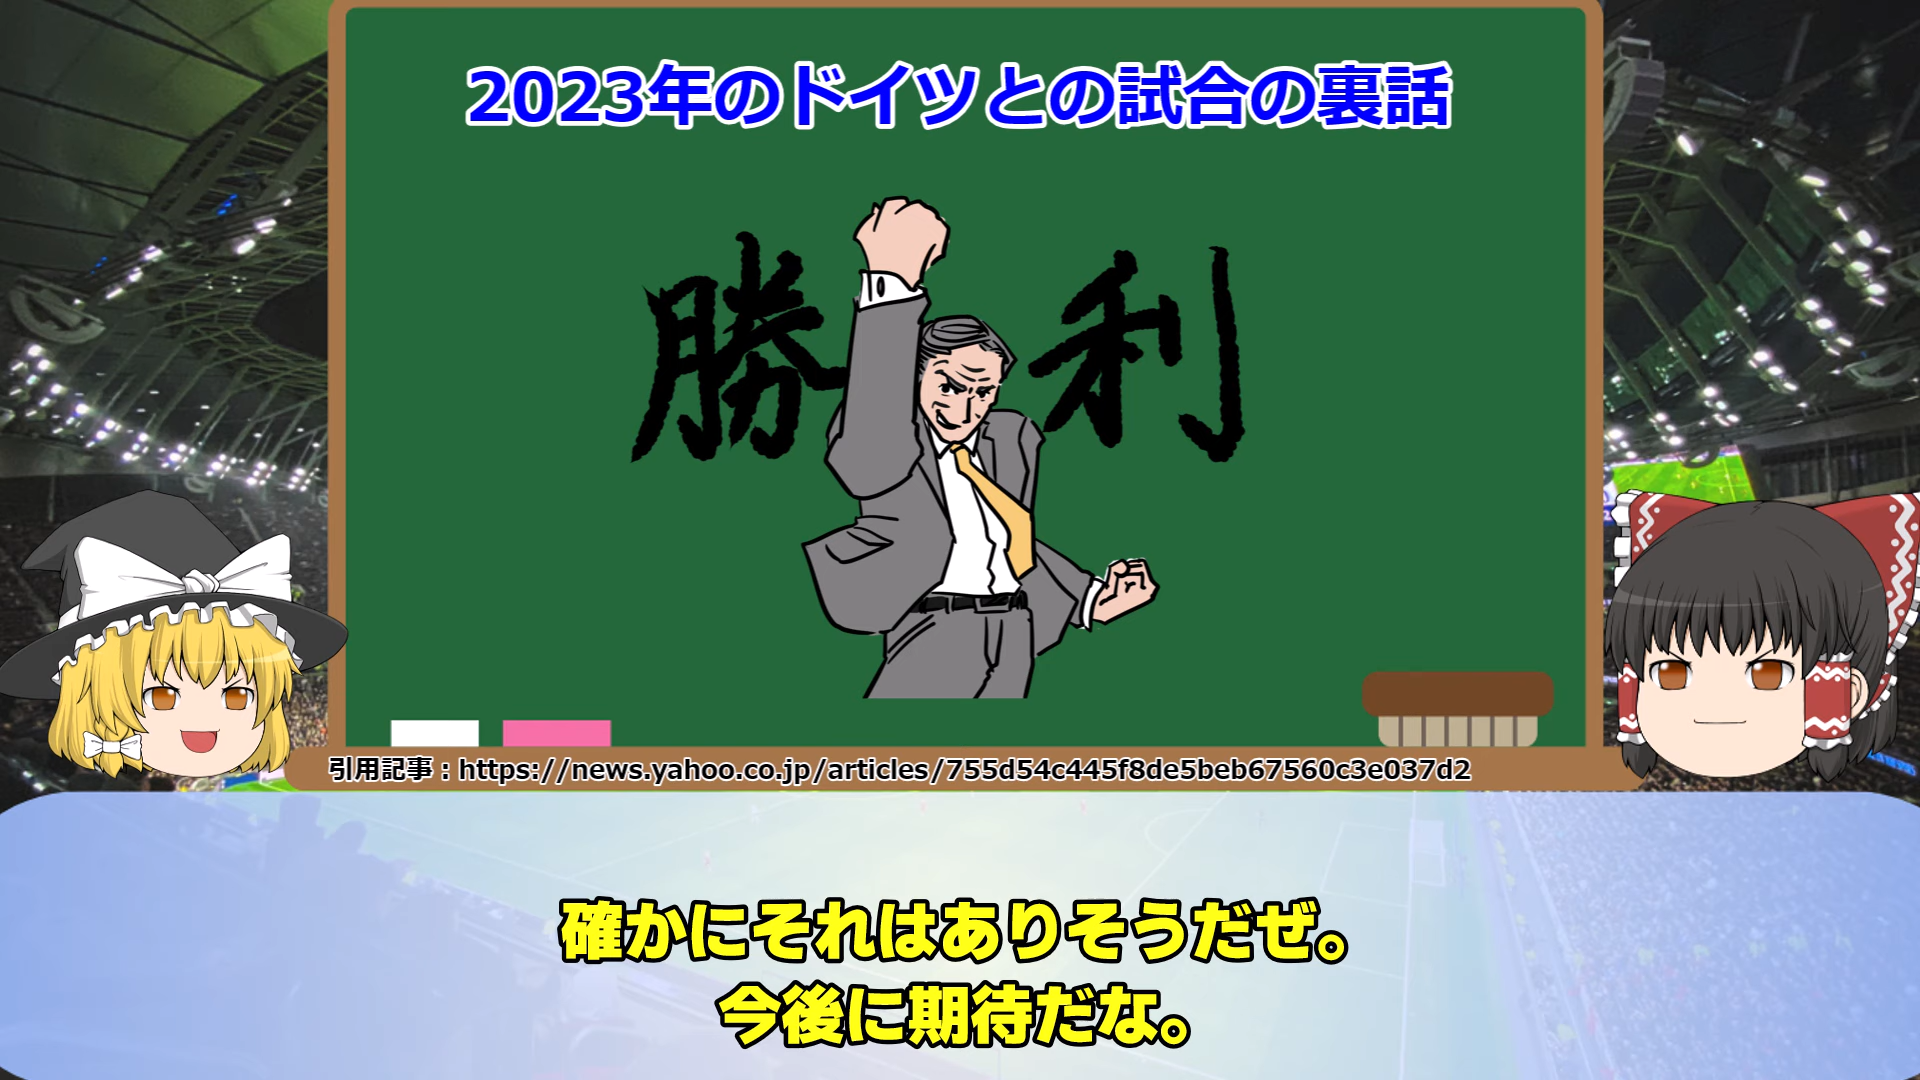 2023年のドイツとの試合の裏話
勝利
引用記事：https://news.yahoo.co.jp/articles/755d54c445f8de5beb67560c3e037d2
確かにそれはありそうだぜ。
今後に期待だな。